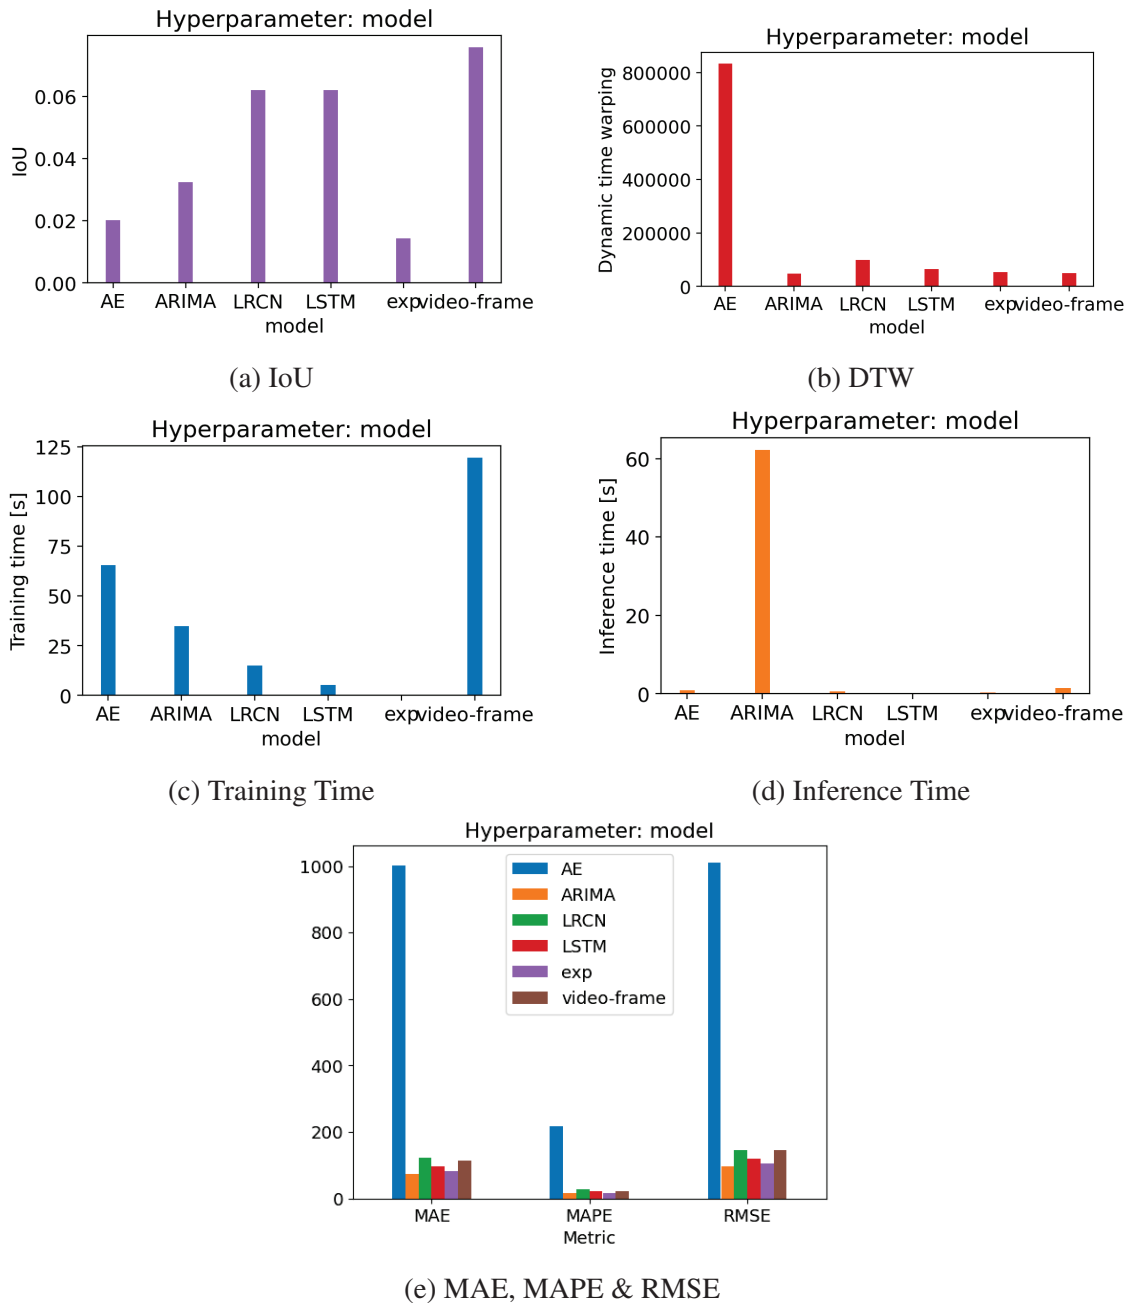 Hyperparameter: model
IoU
0.06
0.04
0.02
0.00
AE ARIMA LRCN LSTM exp video-frame
model
(a) IoU
Hyperparameter: model
Dynamic time warping
800000
600000
400000
200000
0
AE ARIMA LRCN LSTM exp video-frame
model
(b) DTW
Hyperparameter: model
Training time [s]
125
100
75
50
25
0
AE ARIMA LRCN LSTM exp video-frame
model
(c) Training Time
Hyperparameter: model
Inference time [s]
60
40
20
0
AE ARIMA LRCN LSTM exp video-frame
model
(d) Inference Time
Hyperparameter: model
1000
800
600
400
200
0
AE
ARIMA
LRCN
LSTM
exp
video-frame
MAE MAPE RMSE
Metric
(e) MAE, MAPE & RMSE